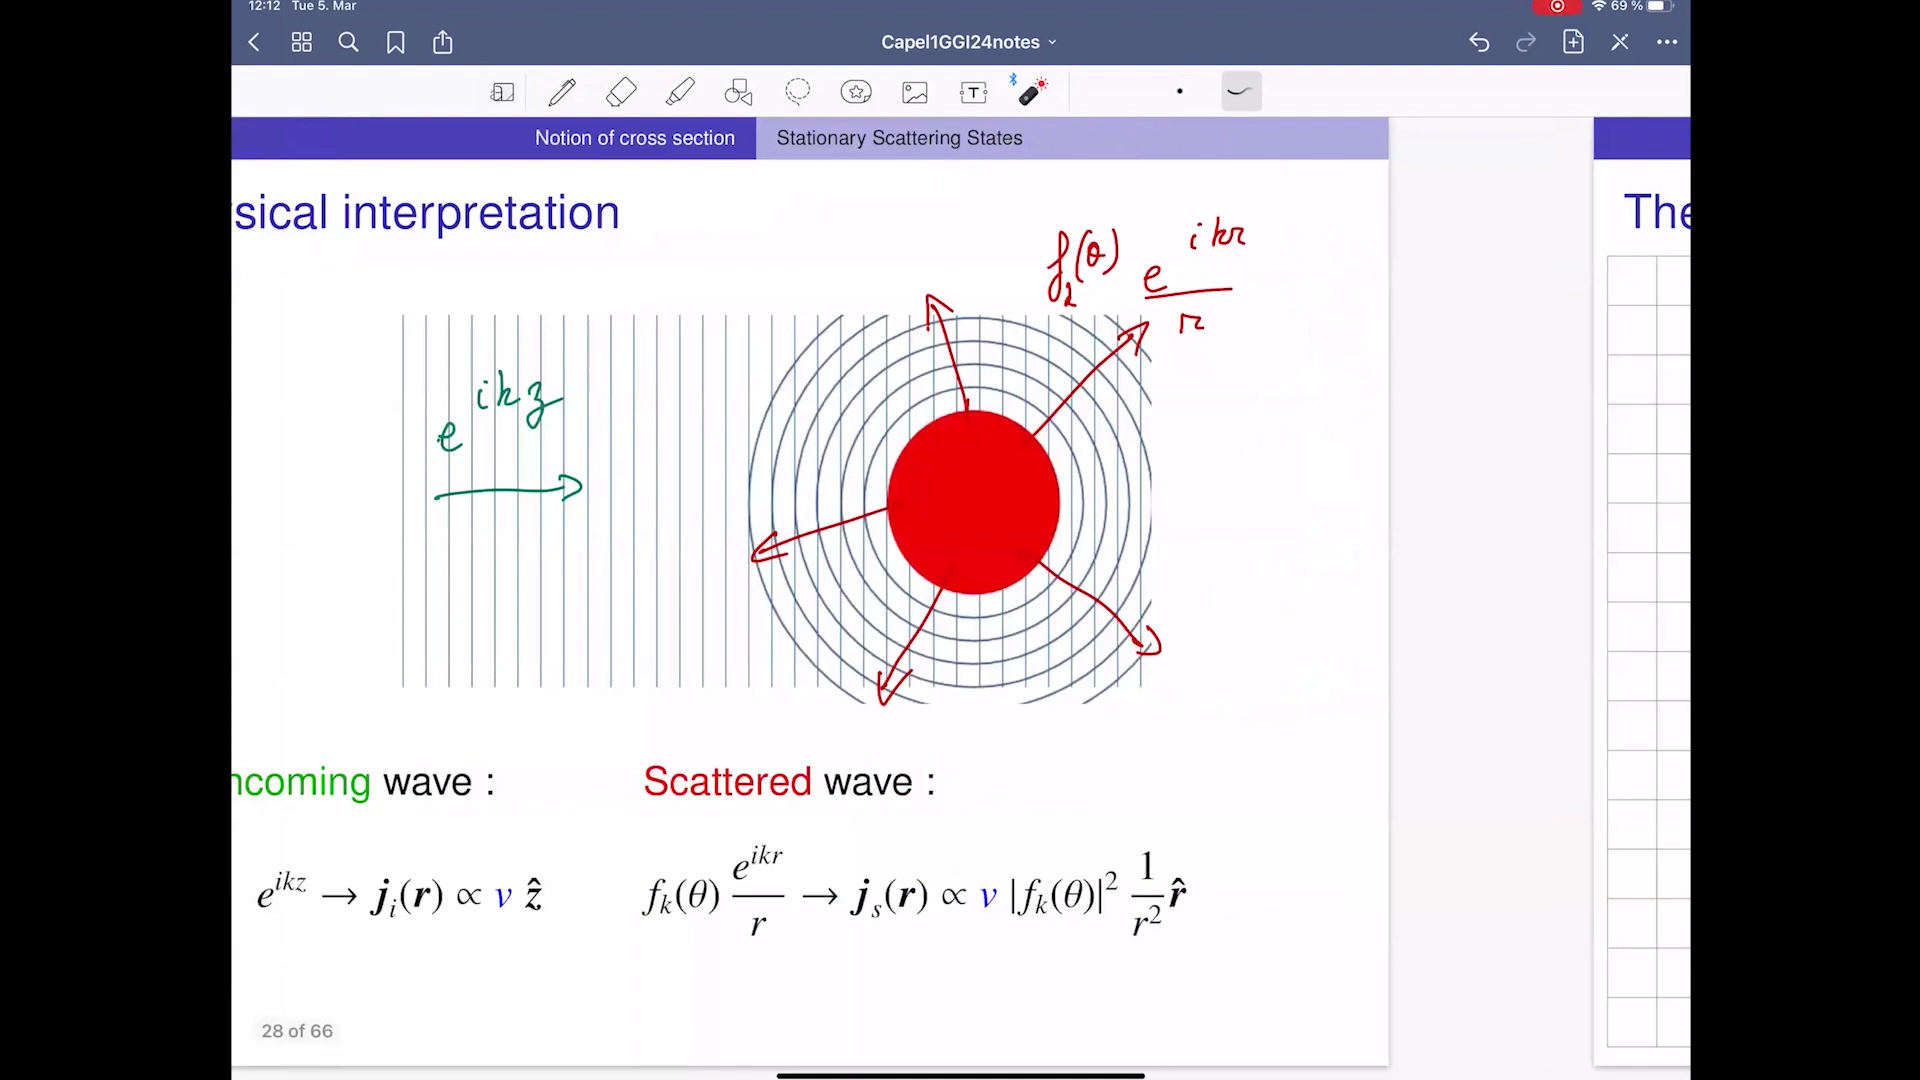 12:12 Tue 5. Mar
69 %
Capel1GGI24notes
T
Notion of cross section
Stationary Scattering States
sical interpretation
The
f_k(θ) e^{ikr} / r
e^{ikz}
ncoming wave :
Scattered wave :
e^{ikz} → j_i(r) ∝ v ẑ
f_k(θ) e^{ikr} / r → j_s(r) ∝ v |f_k(θ)|² 1 / r² r̂
28 of 66